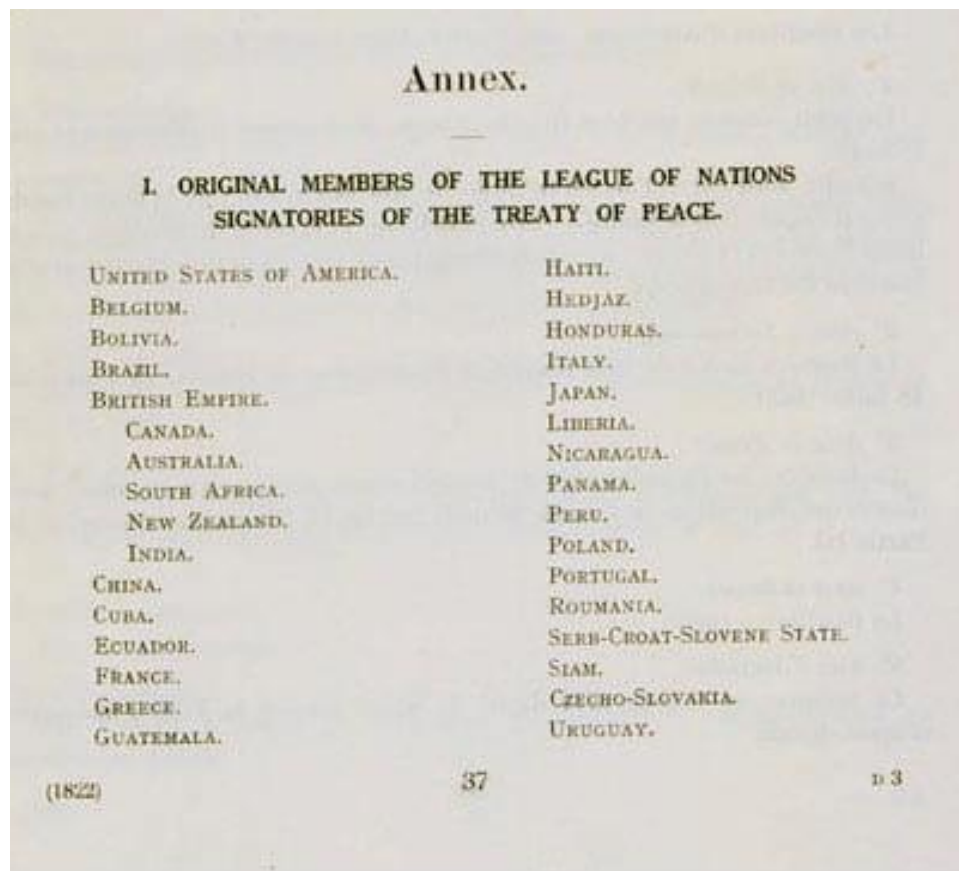 Annex.
I. ORIGINAL MEMBERS OF THE LEAGUE OF NATIONS
SIGNATORIES OF THE TREATY OF PEACE.
UNITED STATES OF AMERICA.
BELGIUM.
BOLIVIA.
BRAZIL.
BRITISH EMPIRE.
CANADA.
AUSTRALIA.
SOUTH AFRICA.
NEW ZEALAND.
INDIA.
CHINA.
CUBA.
ECUADOR.
FRANCE.
GREECE.
GUATEMALA.
HAITI.
HEDJAZ.
HONDURAS.
ITALY.
JAPAN.
LIBERIA.
NICARAGUA.
PANAMA.
PERU.
POLAND.
PORTUGAL.
ROUMANIA.
SERB-CROAT-SLOVENE STATE.
SIAM.
CZECHO-SLOVAKIA.
URUGUAY.
(1822)
37
D 3